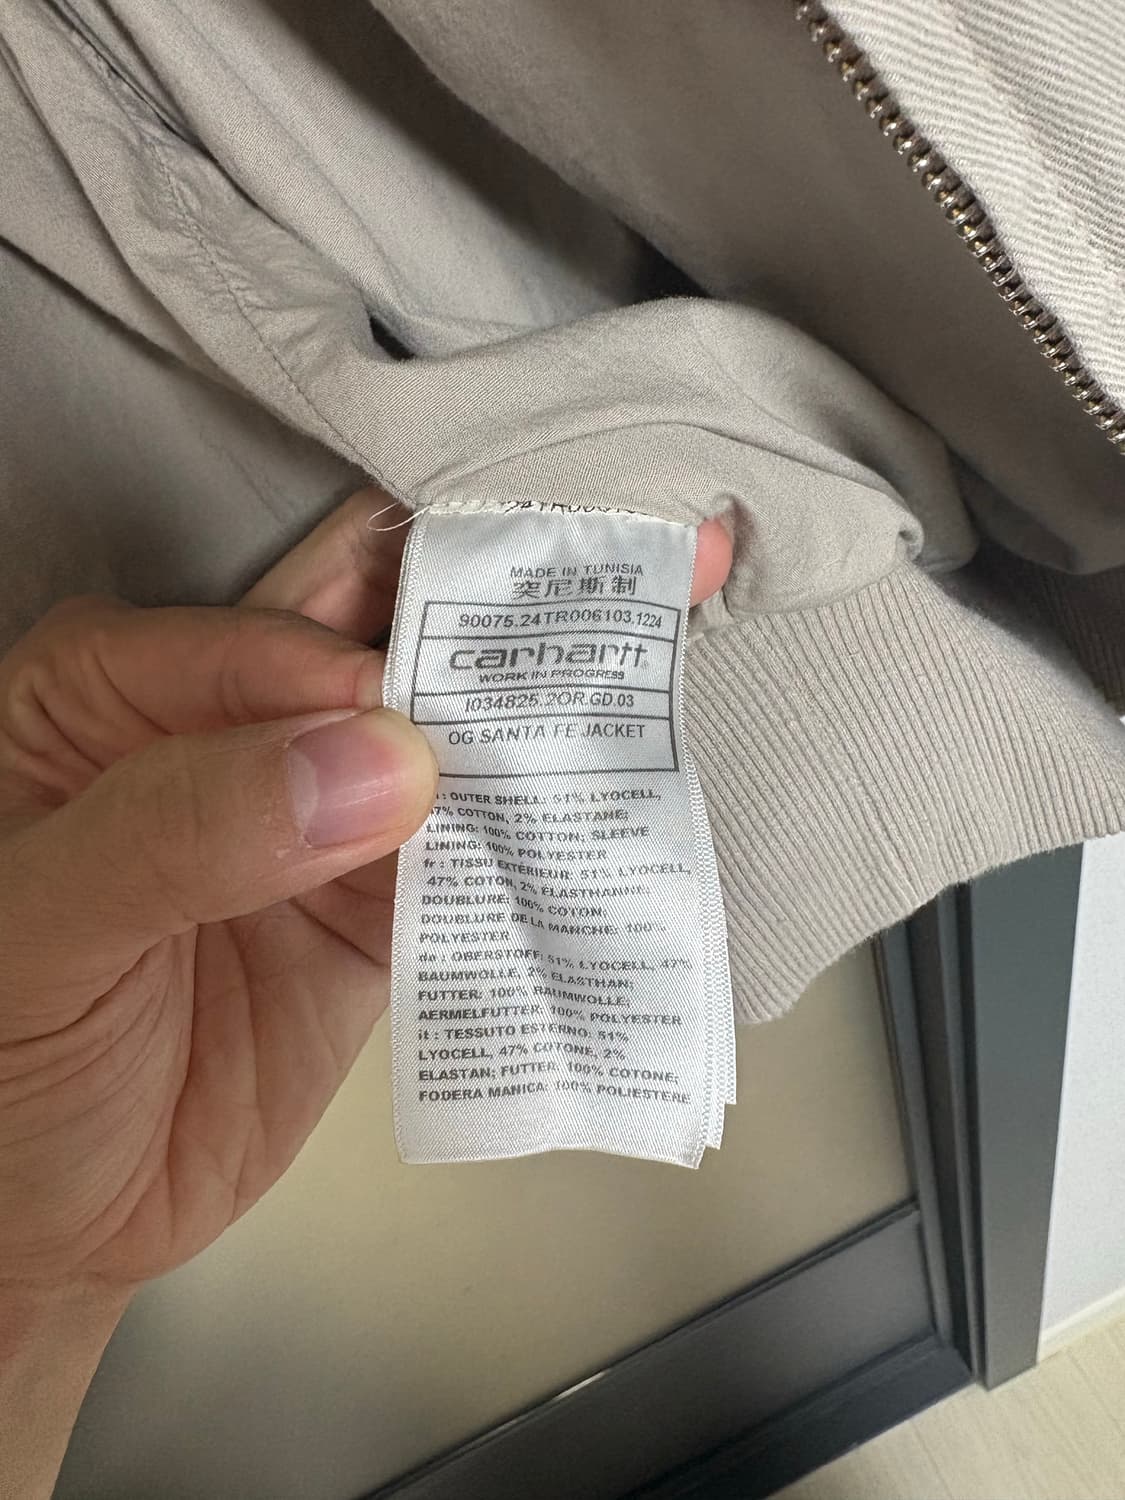 MADE IN TUNISIA
突尼斯制
90075.24TR006103.1224
carhartt
WORK IN PROGRESS
I034825.2OR.GD.03
OG SANTA FE JACKET
: OUTER SHELL: 51% LYOCELL,
47% COTTON, 2% ELASTANE;
LINING: 100% COTTON; SLEEVE
LINING: 100% POLYESTER
fr : TISSU EXTÉRIEUR: 51% LYOCELL,
47% COTON, 2% ÉLASTHANNE;
DOUBLURE: 100% COTON;
DOUBLURE DE LA MANCHE: 100%
POLYESTER
de : OBERSTOFF: 51% LYOCELL, 47%
BAUMWOLLE, 2% ELASTHAN;
FUTTER: 100% BAUMWOLLE;
AERMELFUTTER: 100% POLYESTER
it : TESSUTO ESTERNO: 51%
LYOCELL, 47% COTONE, 2%
ELASTAN; FUTTER: 100% COTONE;
FODERA MANICA: 100% POLIESTERE